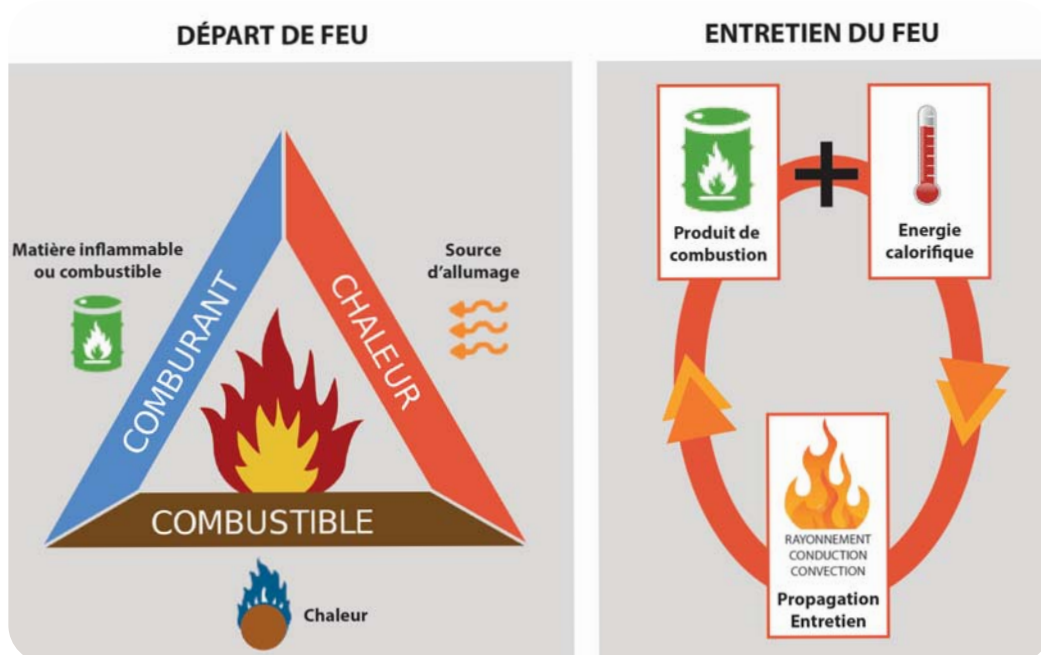 DÉPART DE FEU
Matière inflammable
ou combustible
Source
d'allumage
COMBURANT
CHALEUR
COMBUSTIBLE
Chaleur
ENTRETIEN DU FEU
Produit de
combustion
Energie
calorifique
RAYONNEMENT
CONDUCTION
CONVECTION
Propagation
Entretien